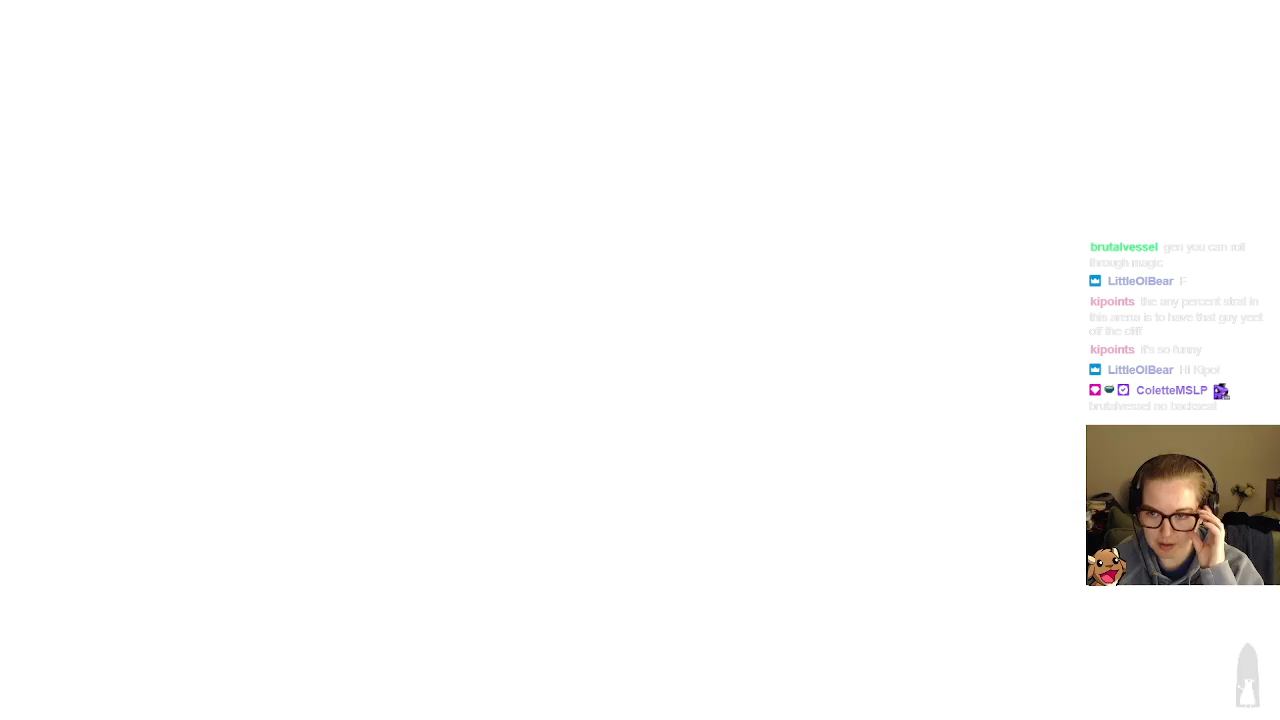 brutalvessel gen you can roll
through magic
LittleOlBear F
kipoints the any percent strat in
this arena is to have that guy yeet
off the cliff
kipoints it's so funny
LittleOlBear Hi Kipo!
ColetteMSLP
brutalvessel no backseat